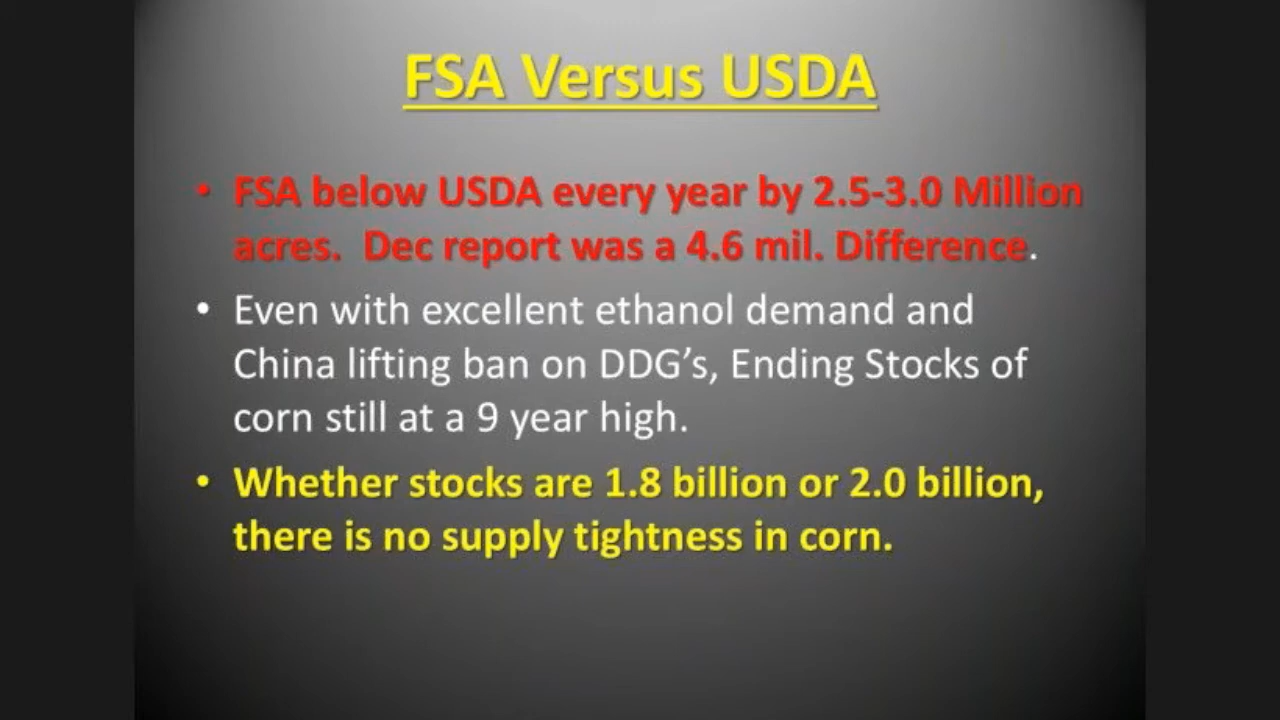 FSA Versus USDA
• FSA below USDA every year by 2.5-3.0 Million
acres.  Dec report was a 4.6 mil. Difference.
• Even with excellent ethanol demand and
China lifting ban on DDG’s, Ending Stocks of
corn still at a 9 year high.
• Whether stocks are 1.8 billion or 2.0 billion,
there is no supply tightness in corn.